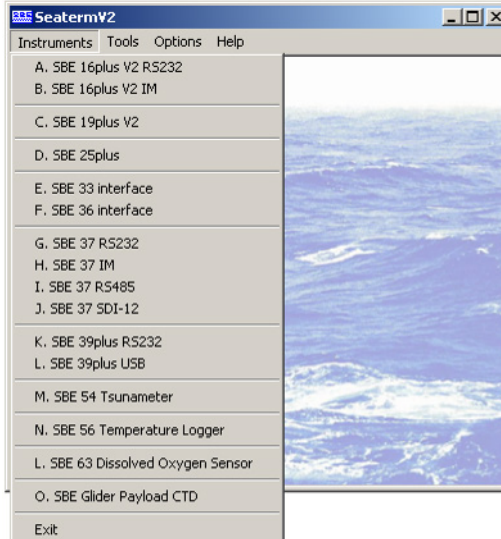 SBE SeatermV2
Instruments Tools Options Help
A. SBE 16plus V2 RS232
B. SBE 16plus V2 IM
C. SBE 19plus V2
D. SBE 25plus
E. SBE 33 interface
F. SBE 36 interface
G. SBE 37 RS232
H. SBE 37 IM
I. SBE 37 RS485
J. SBE 37 SDI-12
K. SBE 39plus RS232
L. SBE 39plus USB
M. SBE 54 Tsunameter
N. SBE 56 Temperature Logger
L. SBE 63 Dissolved Oxygen Sensor
O. SBE Glider Payload CTD
Exit